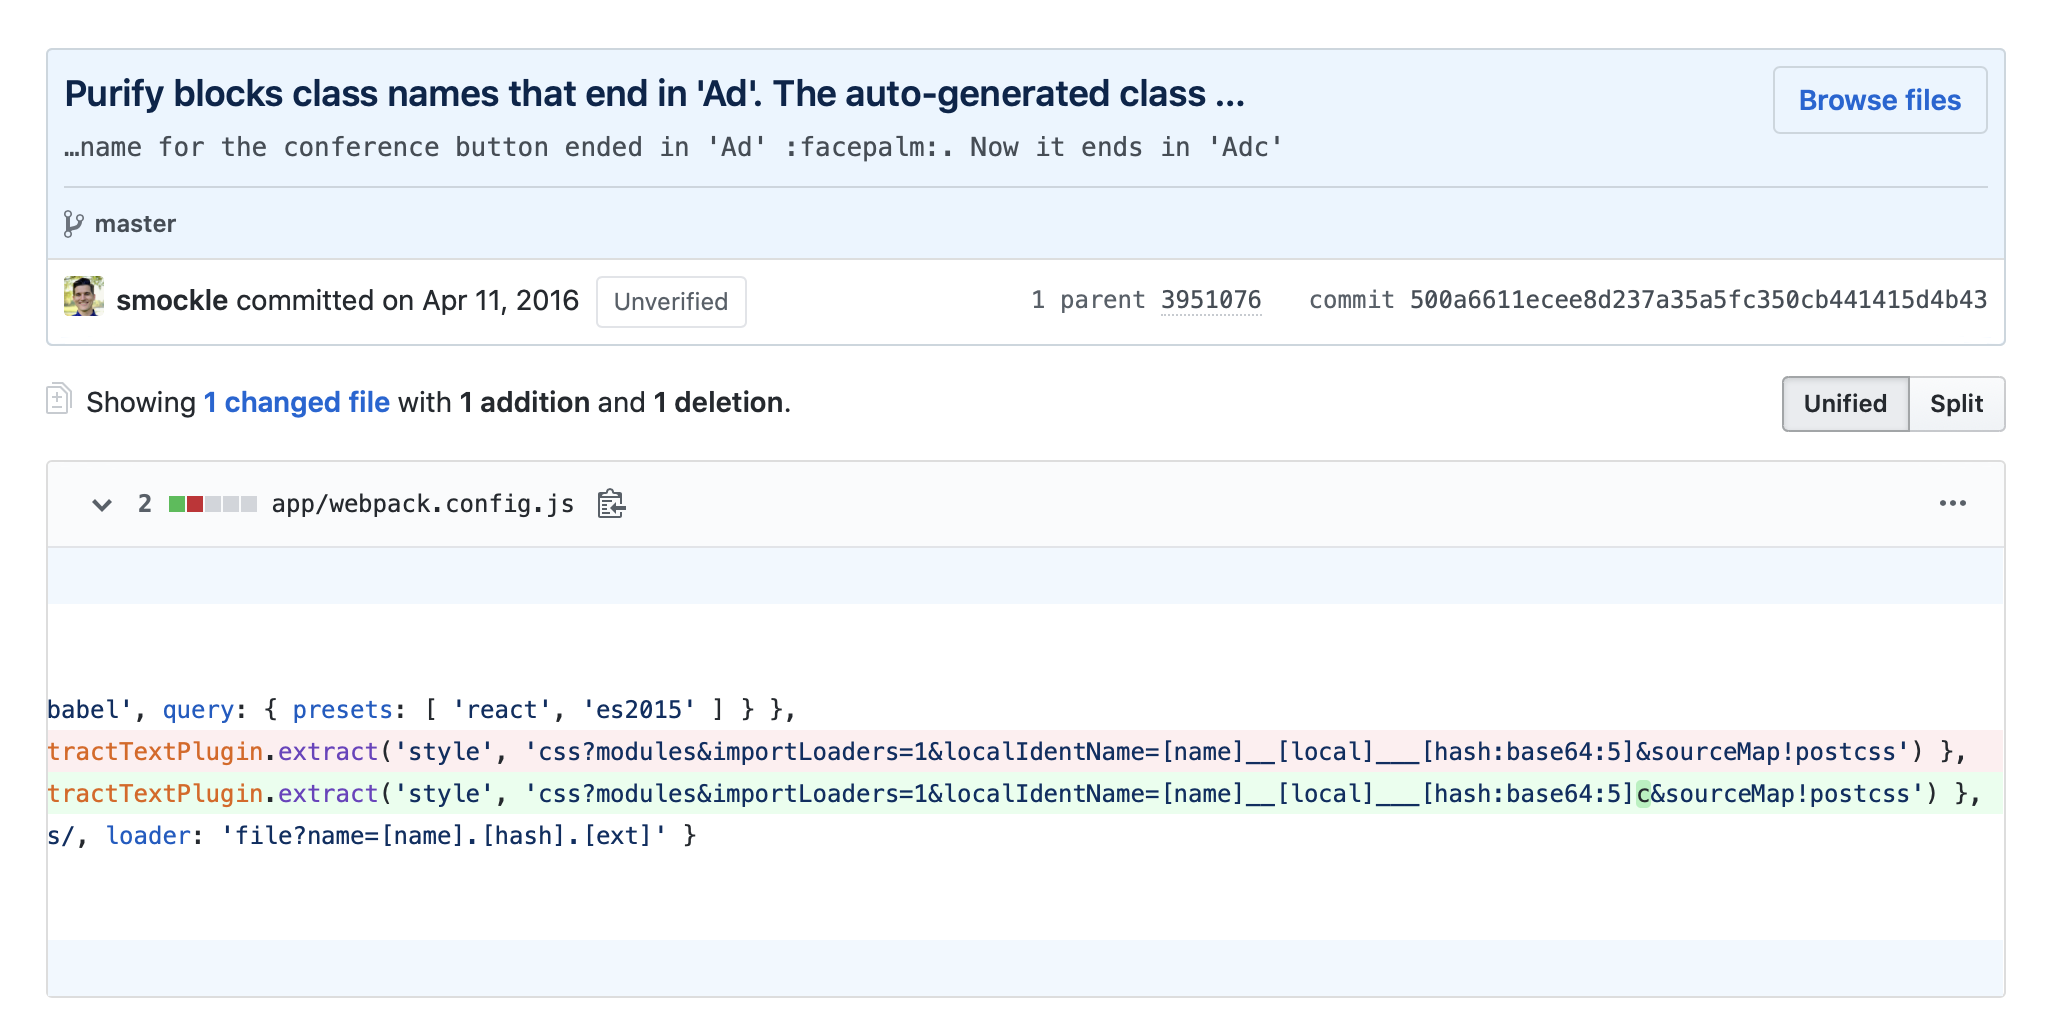 Purify blocks class names that end in 'Ad'. The auto-generated class ...
Browse files
…name for the conference button ended in 'Ad' :facepalm:. Now it ends in 'Adc'
master
smockle committed on Apr 11, 2016 Unverified 1 parent 3951076 commit 500a6611ecee8d237a35a5fc350cb441415d4b43
Showing 1 changed file with 1 addition and 1 deletion.
Unified Split
2 app/webpack.config.js
babel', query: { presets: [ 'react', 'es2015' ] } },
tractTextPlugin.extract('style', 'css?modules&importLoaders=1&localIdentName=[name]__[local]___[hash:base64:5]&sourceMap!postcss') },
tractTextPlugin.extract('style', 'css?modules&importLoaders=1&localIdentName=[name]__[local]___[hash:base64:5]c&sourceMap!postcss') },
s/, loader: 'file?name=[name].[hash].[ext]' }